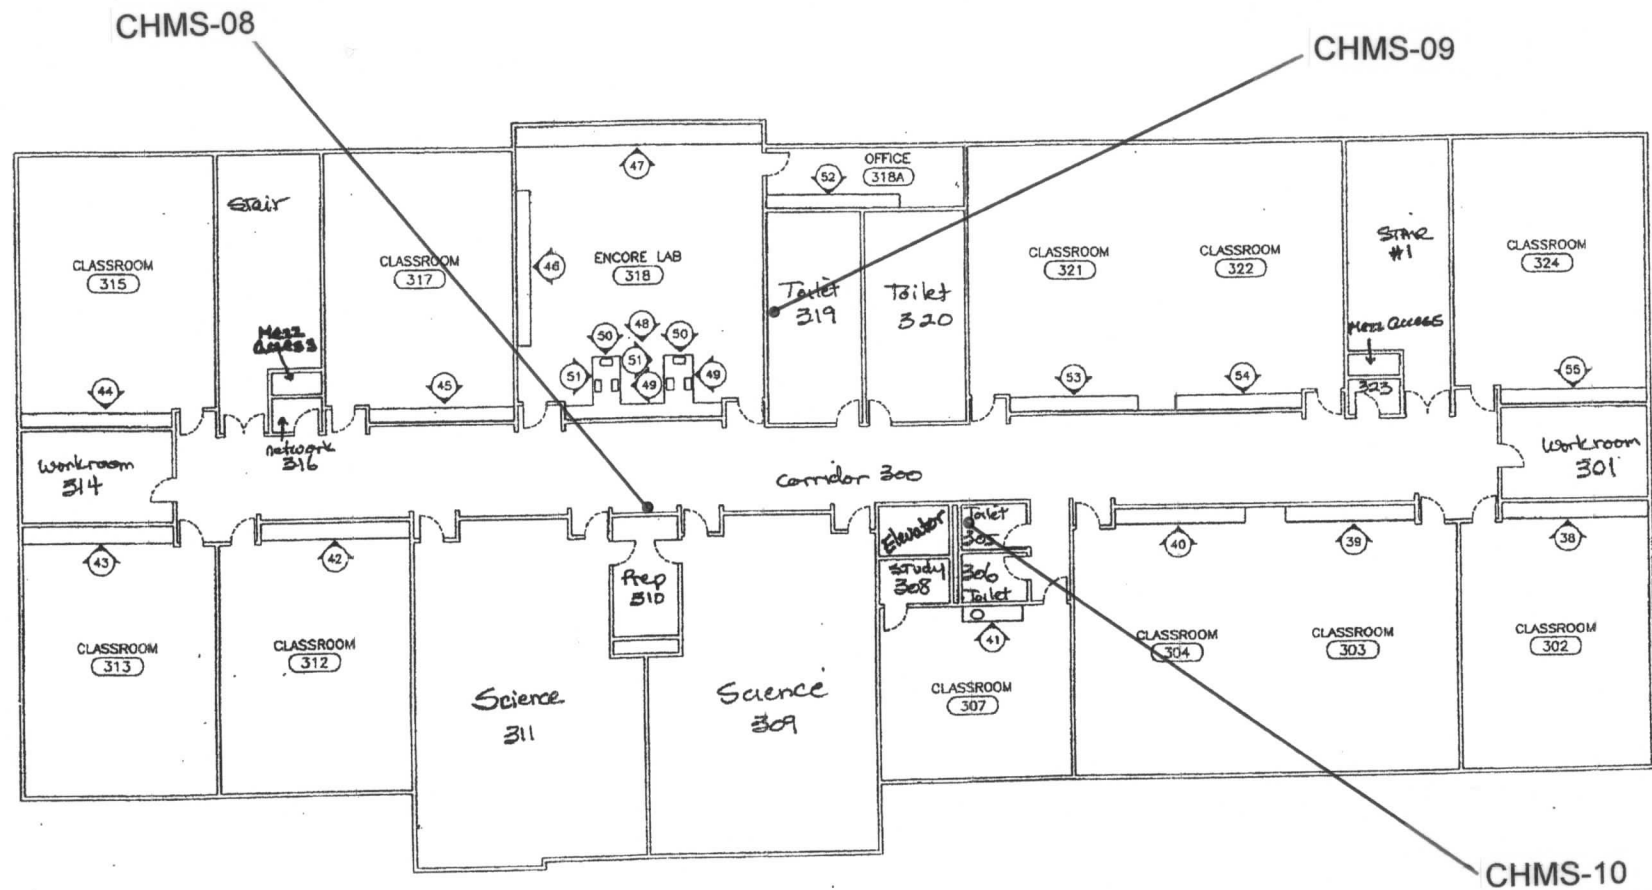 CHMS-08
CHMS-09
47
OFFICE
318A
52
Stair
CLASSROOM
315
CLASSROOM
317
46
ENCORE LAB
318
Toilet
319
Toilet
320
CLASSROOM
321
CLASSROOM
322
STAIR
#1
CLASSROOM
324
Mezz
access
Mezz access
50
48
50
51
51
49
49
44
45
53
54
323
55
network
316
Workroom
314
Corridor 300
Workroom
301
43
42
Elevator
Toilet
305
40
39
38
Prep
310
Study
308
306
Toilet
41
CLASSROOM
313
CLASSROOM
312
Science
311
Science
309
CLASSROOM
307
CLASSROOM
304
CLASSROOM
303
CLASSROOM
302
CHMS-10